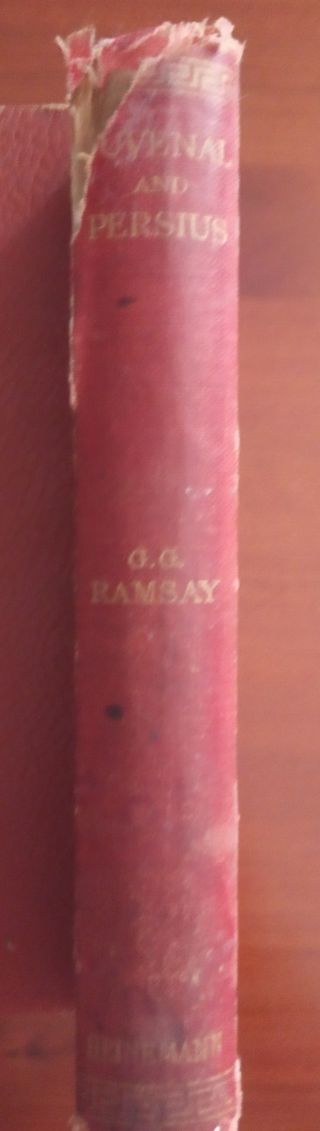 JUVENAL
AND
PERSIUS
G.G.
RAMSAY
HEINEMANN